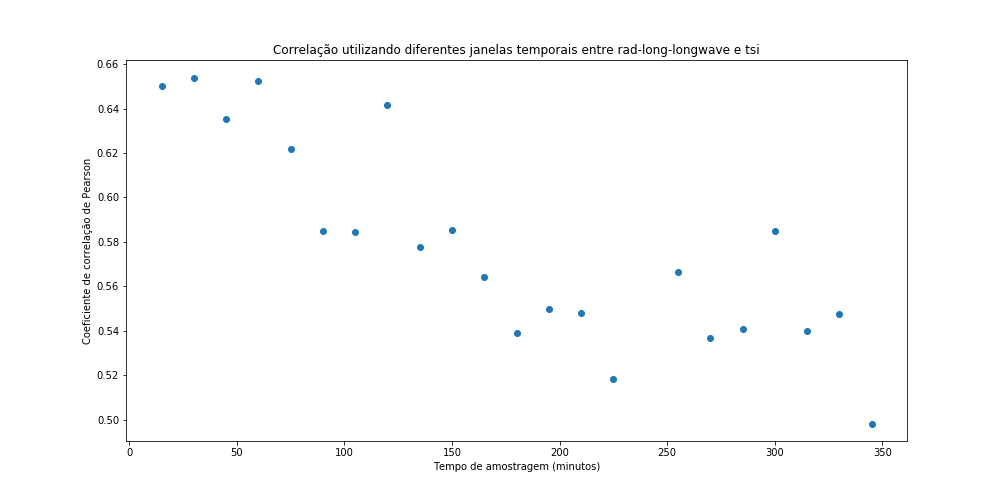 Correlação utilizando diferentes janelas temporais entre rad-long-longwave e tsi
0.66
0.64
0.62
0.60
0.58
0.56
0.54
0.52
0.50
Coeficiente de correlação de Pearson
0 50 100 150 200 250 300 350
Tempo de amostragem (minutos)